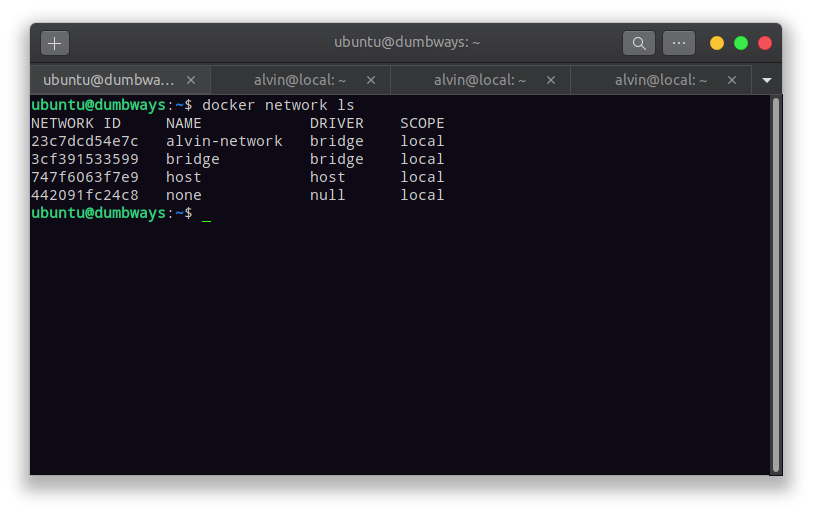 ubuntu@dumbways: ~
ubuntu@dumbwa... × alvin@local: ~ × alvin@local: ~ × alvin@local: ~ ×
ubuntu@dumbways:~$ docker network ls
NETWORK ID     NAME            DRIVER    SCOPE
23c7dcd54e7c   alvin-network   bridge    local
3cf391533599   bridge          bridge    local
747f6063f7e9   host            host      local
442091fc24c8   none            null      local
ubuntu@dumbways:~$ _